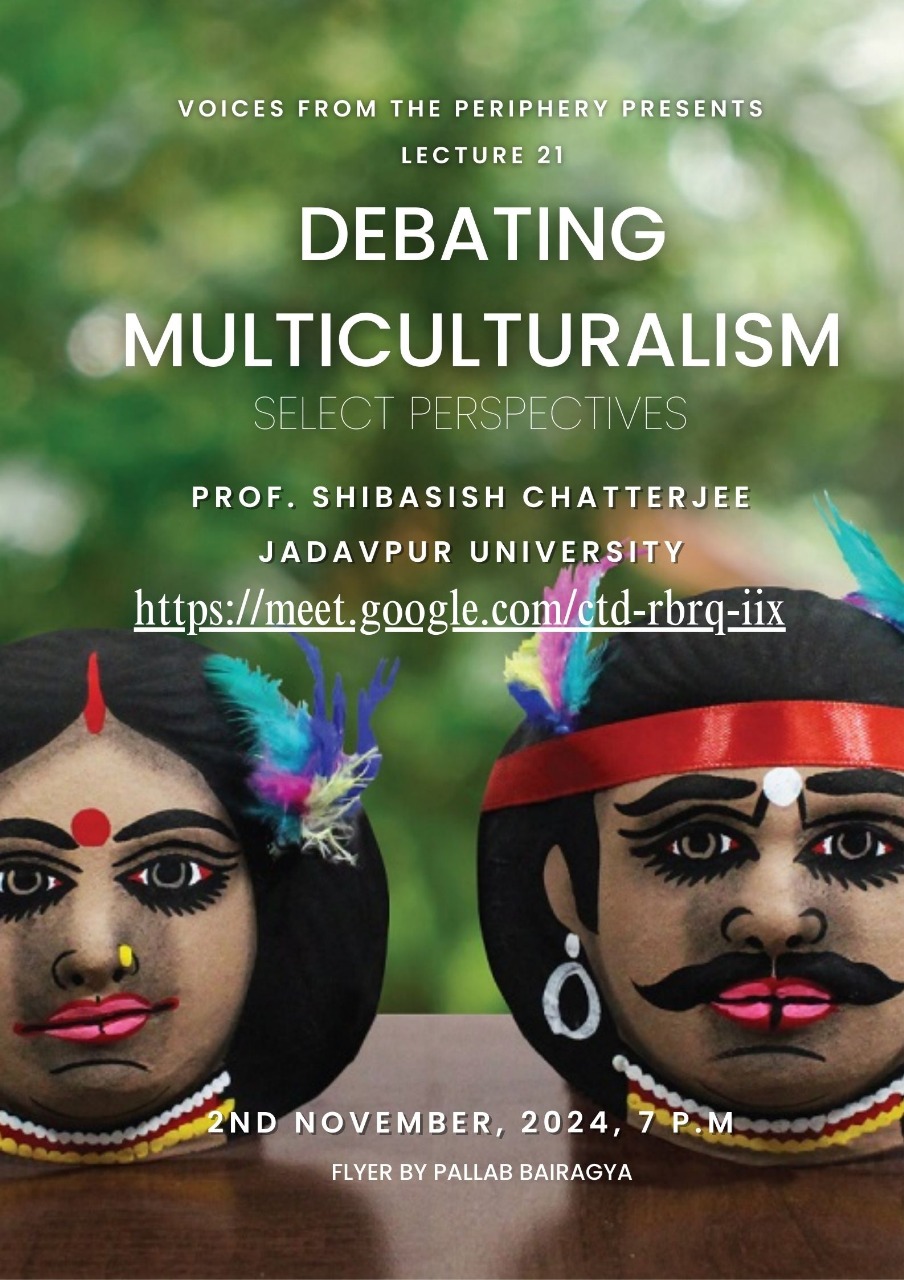 VOICES FROM THE PERIPHERY PRESENTS
LECTURE 21
DEBATING
MULTICULTURALISM
SELECT PERSPECTIVES
PROF. SHIBASISH CHATTERJEE
JADAVPUR UNIVERSITY
https://meet.google.com/ctd-rbrq-iix
2ND NOVEMBER, 2024, 7 P.M
FLYER BY PALLAB BAIRAGYA